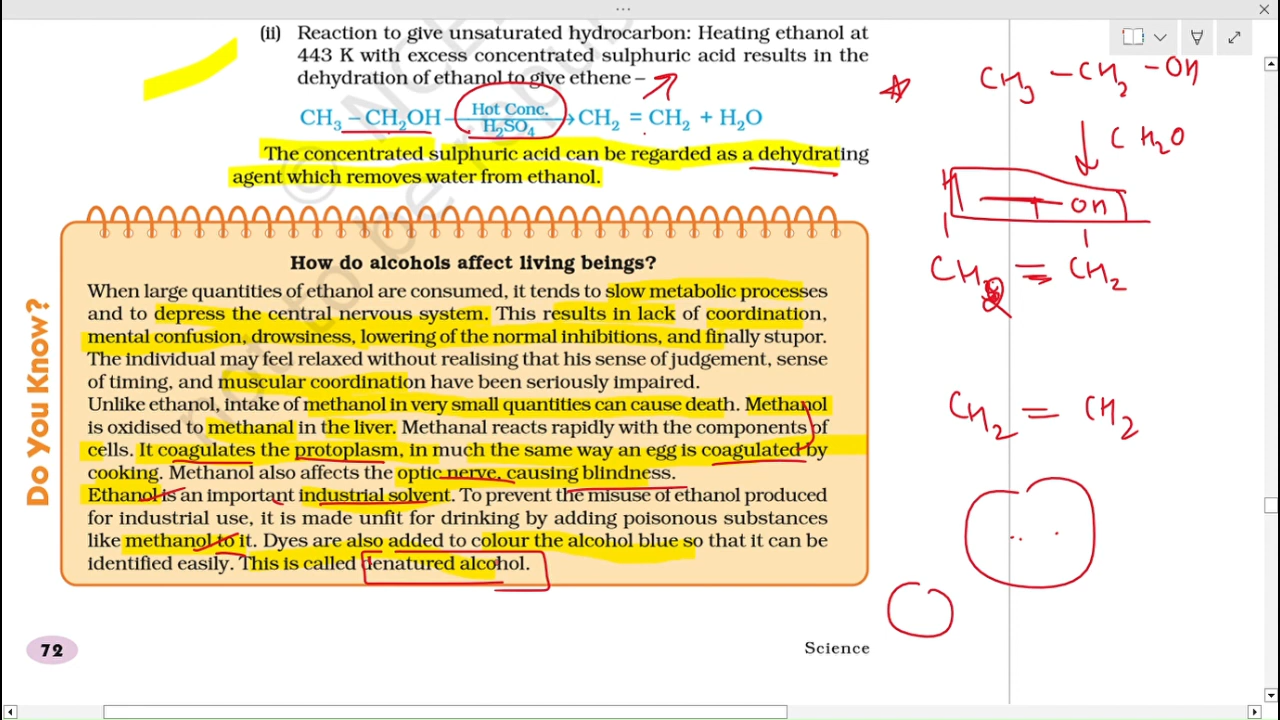 (ii) Reaction to give unsaturated hydrocarbon: Heating ethanol at
443 K with excess concentrated sulphuric acid results in the
dehydration of ethanol to give ethene –
CH₃ – CH₂OH Hot Conc. H₂SO₄ → CH₂ = CH₂ + H₂O
The concentrated sulphuric acid can be regarded as a dehydrating
agent which removes water from ethanol.
Do You Know?
How do alcohols affect living beings?
When large quantities of ethanol are consumed, it tends to slow metabolic processes
and to depress the central nervous system. This results in lack of coordination,
mental confusion, drowsiness, lowering of the normal inhibitions, and finally stupor.
The individual may feel relaxed without realising that his sense of judgement, sense
of timing, and muscular coordination have been seriously impaired.
Unlike ethanol, intake of methanol in very small quantities can cause death. Methanol
is oxidised to methanal in the liver. Methanal reacts rapidly with the components of
cells. It coagulates the protoplasm, in much the same way an egg is coagulated by
cooking. Methanol also affects the optic nerve, causing blindness.
Ethanol is an important industrial solvent. To prevent the misuse of ethanol produced
for industrial use, it is made unfit for drinking by adding poisonous substances
like methanol to it. Dyes are also added to colour the alcohol blue so that it can be
identified easily. This is called denatured alcohol.
72
Science
CH₃ – CH₂ – OH
H₂O
H OH
CH₂ = CH₂
CH₂ = CH₂